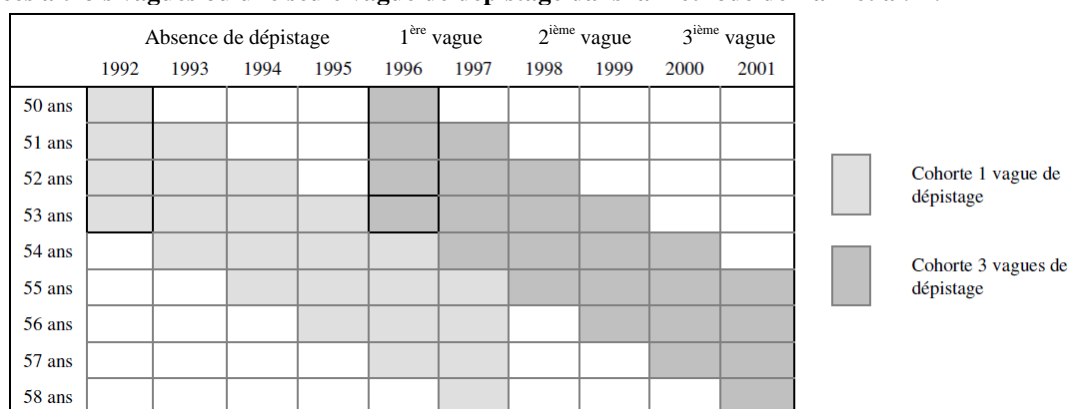 Absence de dépistage 1ère vague 2ième vague 3ième vague
1992 1993 1994 1995 1996 1997 1998 1999 2000 2001
50 ans
51 ans
52 ans
53 ans
54 ans
55 ans
56 ans
57 ans
58 ans
Cohorte 1 vague de
dépistage
Cohorte 3 vagues de
dépistage